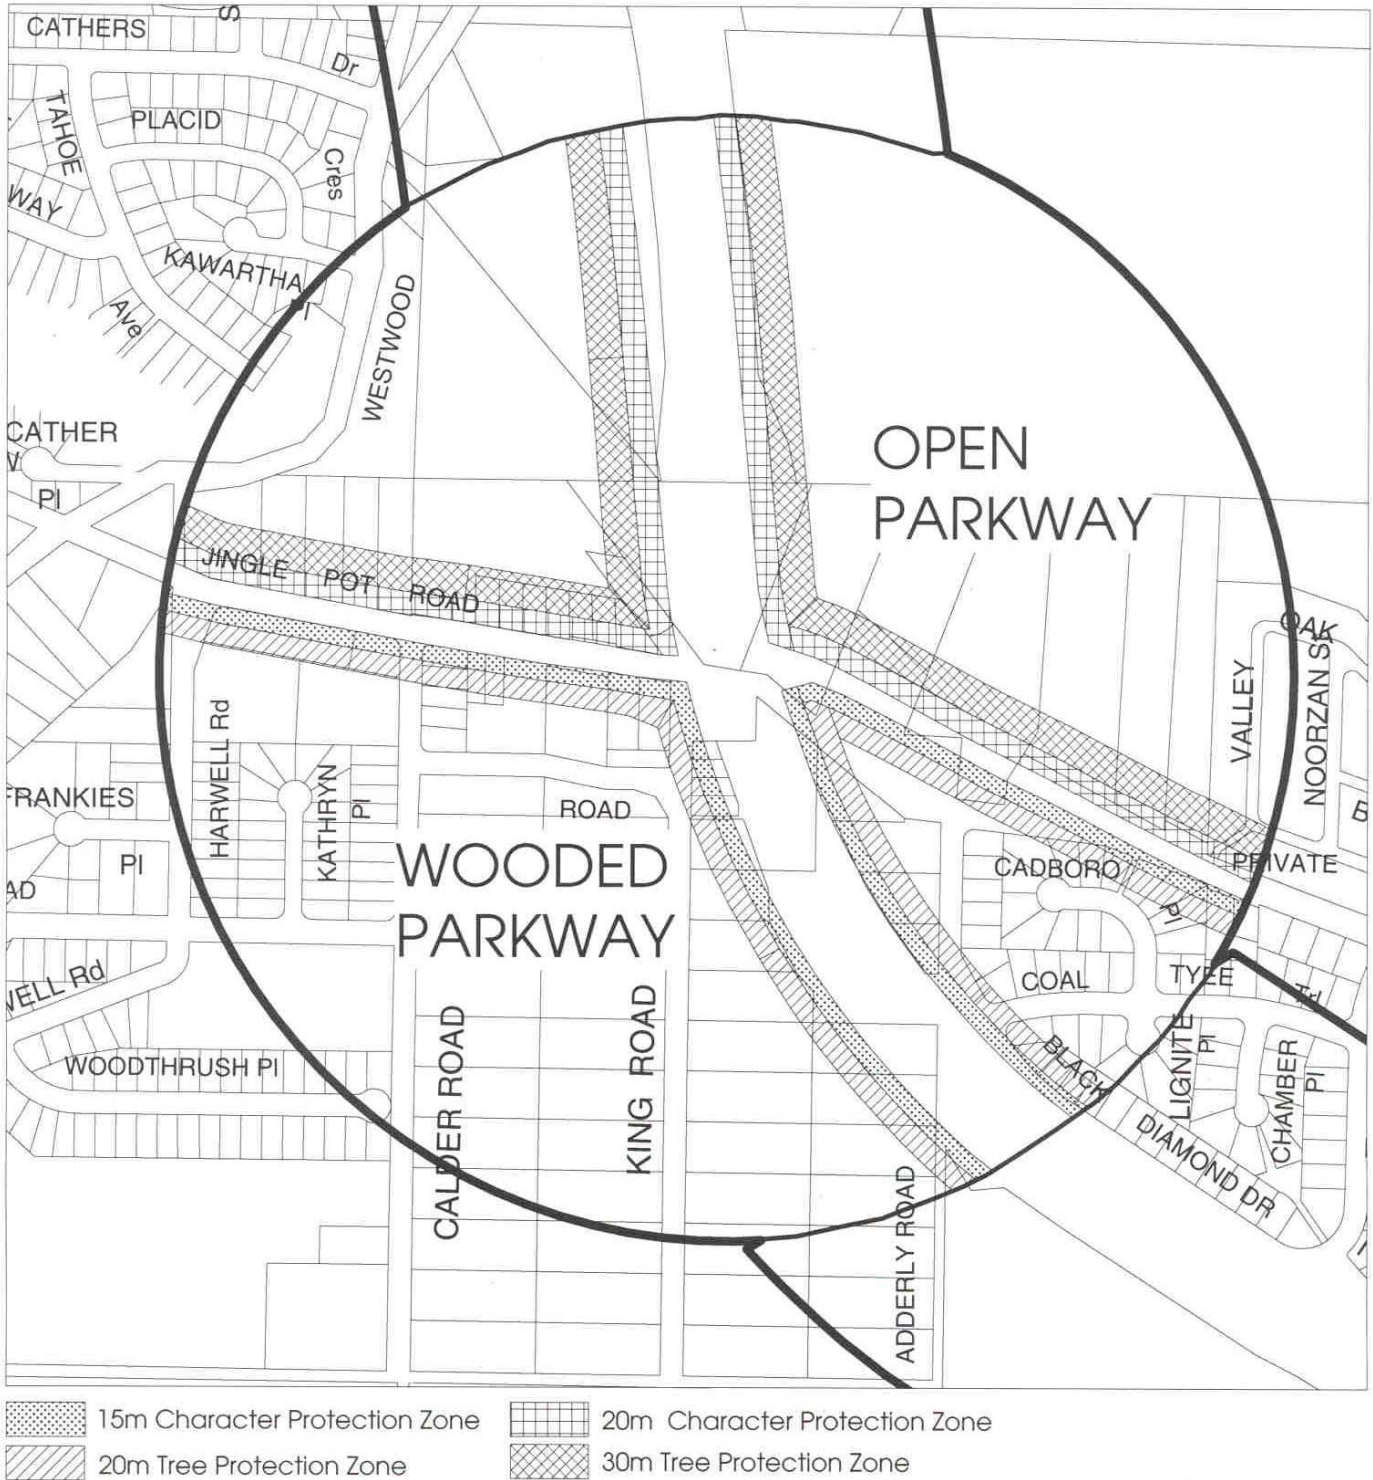 S
CATHERS
Dr
TAHOE
PLACID
Cres
WAY
KAWARTHA
Pl
Ave
WESTWOOD
CATHER
Pl
OPEN
PARKWAY
JINGLE POT ROAD
OAK
NOORZAN St
VALLEY
HARWELL Rd
KATHRYN
Pl
FRANKIES
Pl
AD
ROAD
WOODED
PARKWAY
CADBORO
Pl
PRIVATE
B
WELL Rd
COAL
TYEE
Trl
WOODTHRUSH Pl
CALDER ROAD
KING ROAD
BLACK
DIAMOND DR
LIGNITE
Pl
CHAMBER
Pl
ADDERLY ROAD
15m Character Protection Zone
20m Character Protection Zone
20m Tree Protection Zone
30m Tree Protection Zone